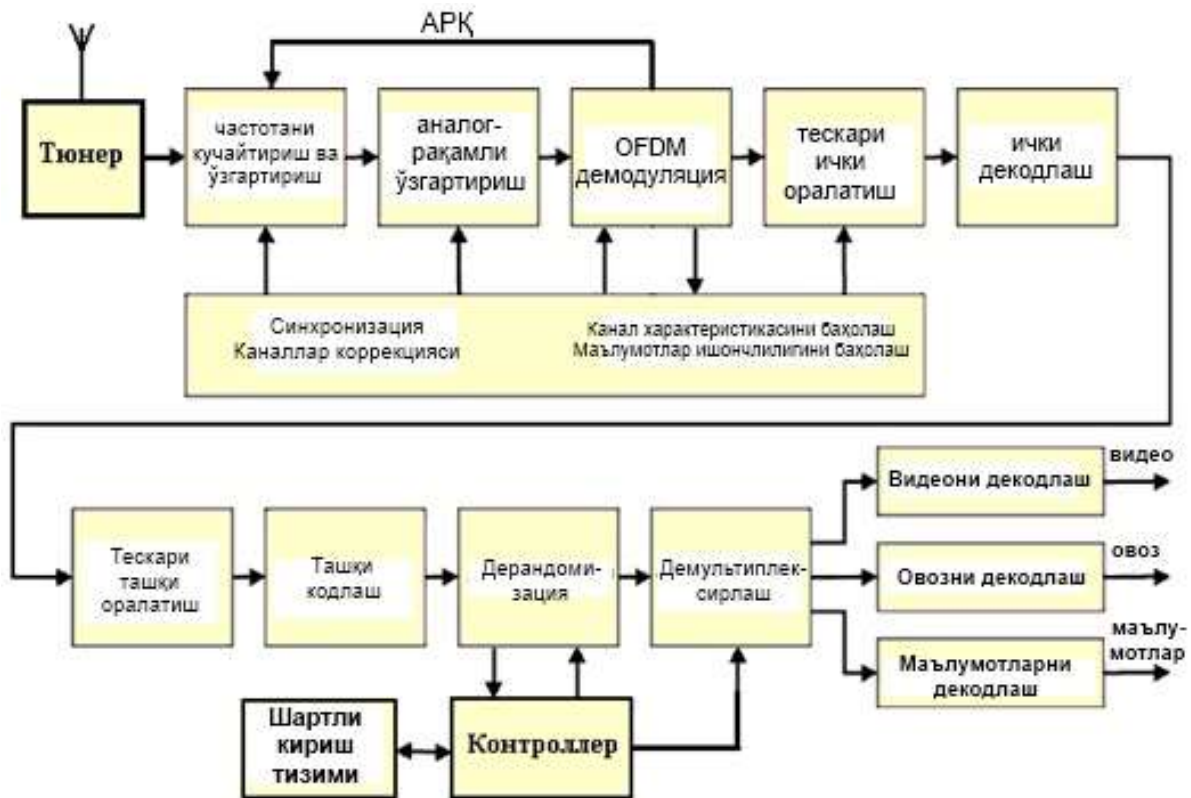 АРҚ
Тюнер
частотани
кучайтириш ва
ўзгартириш
аналог-
рақамли
ўзгартириш
OFDM
демодуляция
тескари
ички
оралатиш
ички
декодлаш
Синхронизация
Каналлар коррекцияси
Канал характеристикасини баҳолаш
Маълумотлар ишончлилигини баҳолаш
Тескари
ташқи
оралатиш
Ташқи
кодлаш
Дерандоми-
зация
Демультиплек-
сирлаш
Видеони декодлаш
видео
Овозни декодлаш
овоз
Маълумотларни
декодлаш
маълу-
мотлар
Шартли
кириш
тизими
Контроллер